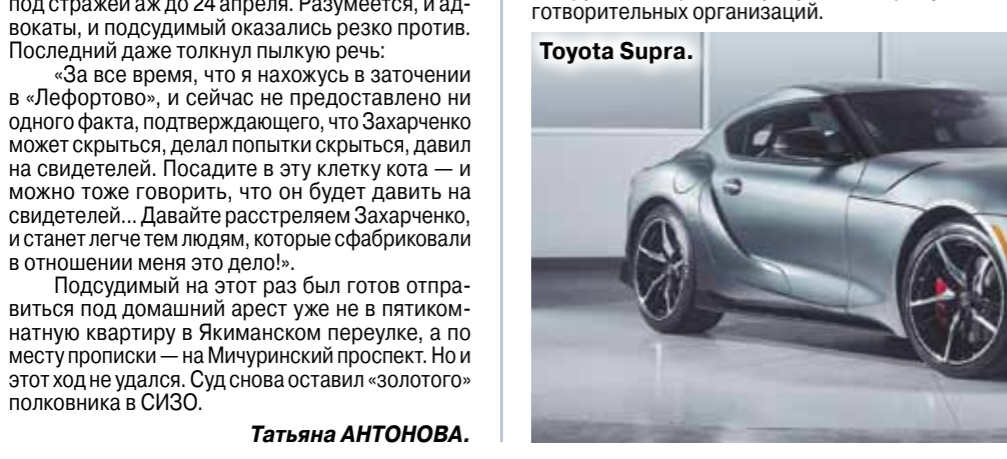 под стражей аж до 24 апреля. Разумеется, и ад-
вокаты, и подсудимый оказались резко против.
Последний даже толкнул пылкую речь:
«За все время, что я нахожусь в заточении
в «Лефортово», и сейчас не предоставлено ни
одного факта, подтверждающего, что Захарченко
может скрыться, делал попытки скрыться, давил
на свидетелей. Посадите в эту клетку кота — и
можно тоже говорить, что он будет давить на
свидетелей... Давайте расстреляем Захарченко,
и станет легче тем людям, которые сфабриковали
в отношении меня это дело!».
Подсудимый на этот раз был готов отпра-
виться под домашний арест уже не в пятиком-
натную квартиру в Якиманском переулке, а по
месту прописки — на Мичуринский проспект. Но и
этот ход не удался. Суд снова оставил «золотого»
полковника в СИЗО.
Татьяна АНТОНОВА.
готворительных организаций.
Toyota Supra.